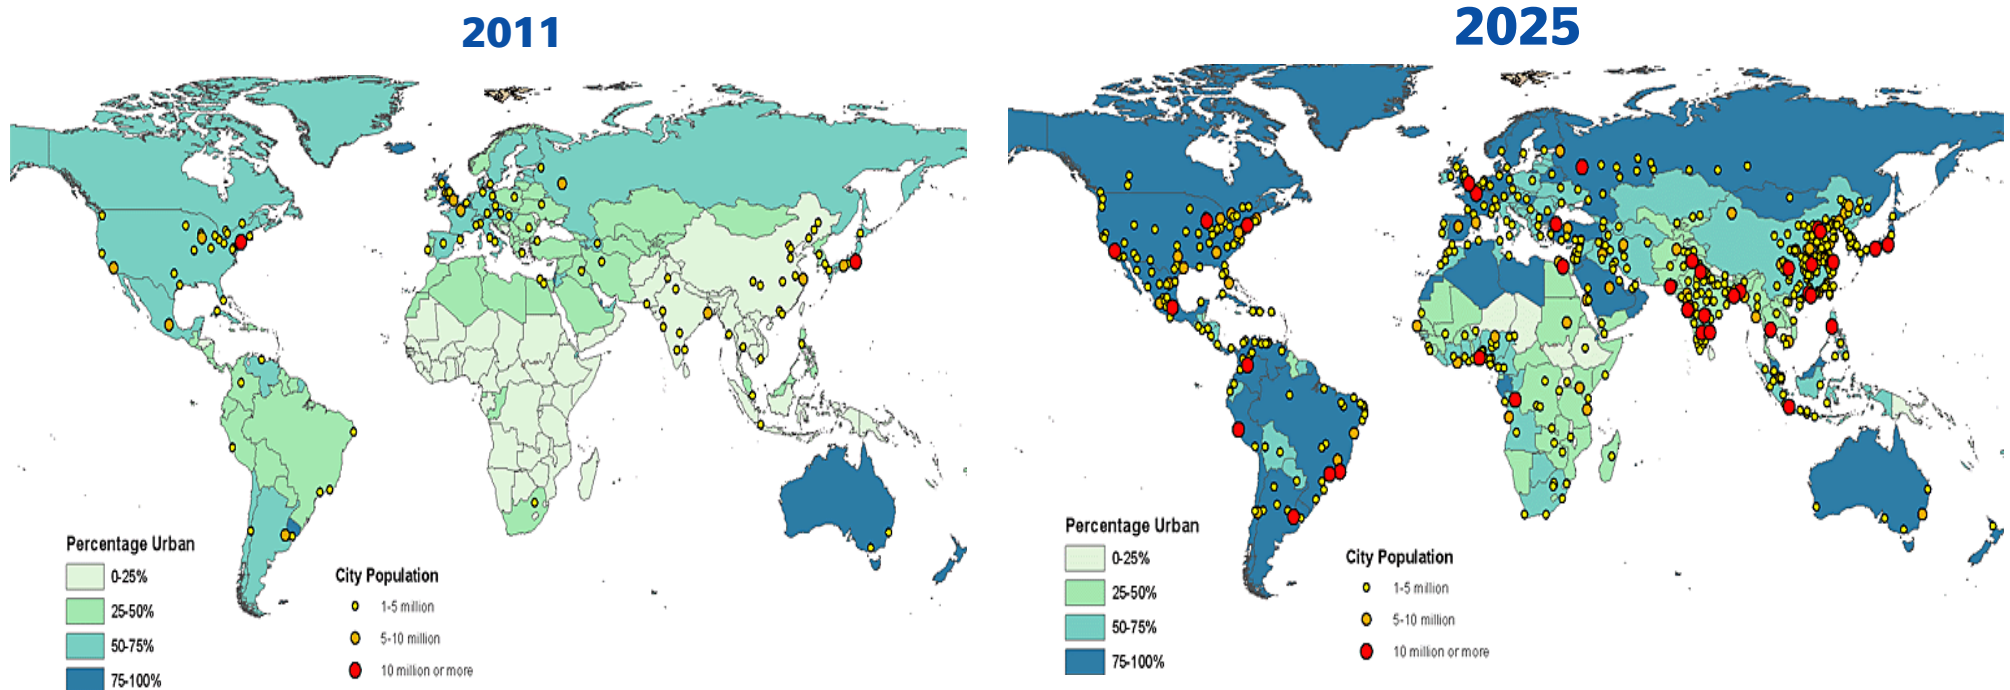 2011
2025
Percentage Urban
0-25%
25-50%
50-75%
75-100%
City Population
1-5 million
5-10 million
10 million or more
Percentage Urban
0-25%
25-50%
50-75%
75-100%
City Population
1-5 million
5-10 million
10 million or more